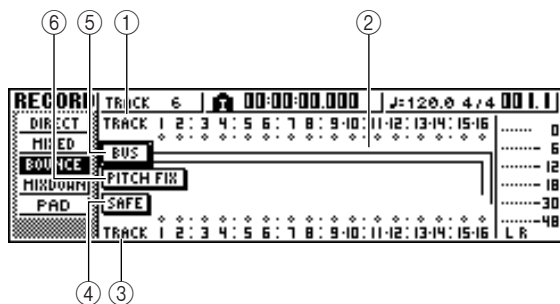 ⑥ ⑤ ① ②
RECORD TRACK 6 00:00:00.000 ♩=120.0 4/4 001.1
DIRECT
MIXED
BOUNCE
MIXDOWN
PAD
TRACK 1 2 : 3 4 : 5 6 : 7 8 : 9·10 : 11·12 : 13·14 : 15·16
BUS
PITCH FIX
SAFE
TRACK 1 2 : 3 4 : 5 6 : 7 8 : 9·10 : 11·12 : 13·14 : 15·16
0
6
12
18
30
48
L R
④ ③